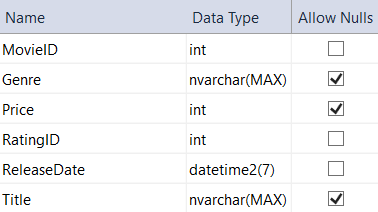 Name Data Type Allow Nulls
MovieID int
Genre nvarchar(MAX)
Price int
RatingID int
ReleaseDate datetime2(7)
Title nvarchar(MAX)